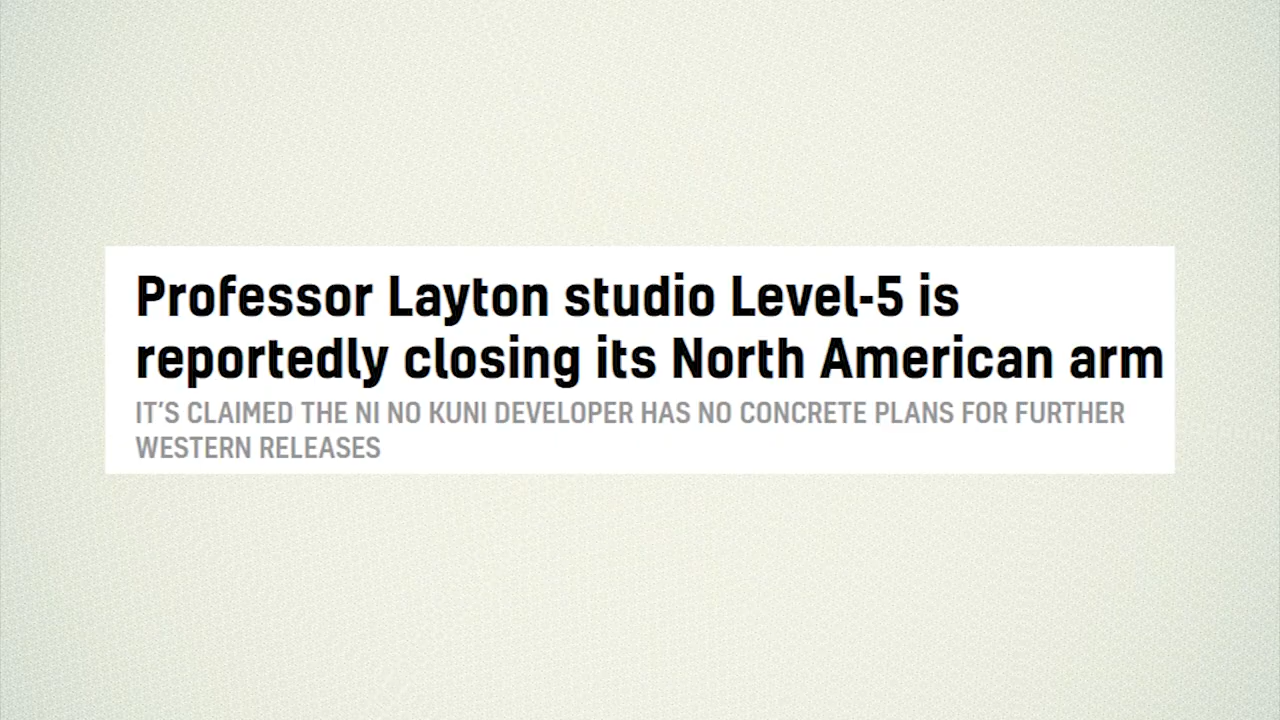 Professor Layton studio Level-5 is
reportedly closing its North American arm
IT'S CLAIMED THE NI NO KUNI DEVELOPER HAS NO CONCRETE PLANS FOR FURTHER
WESTERN RELEASES